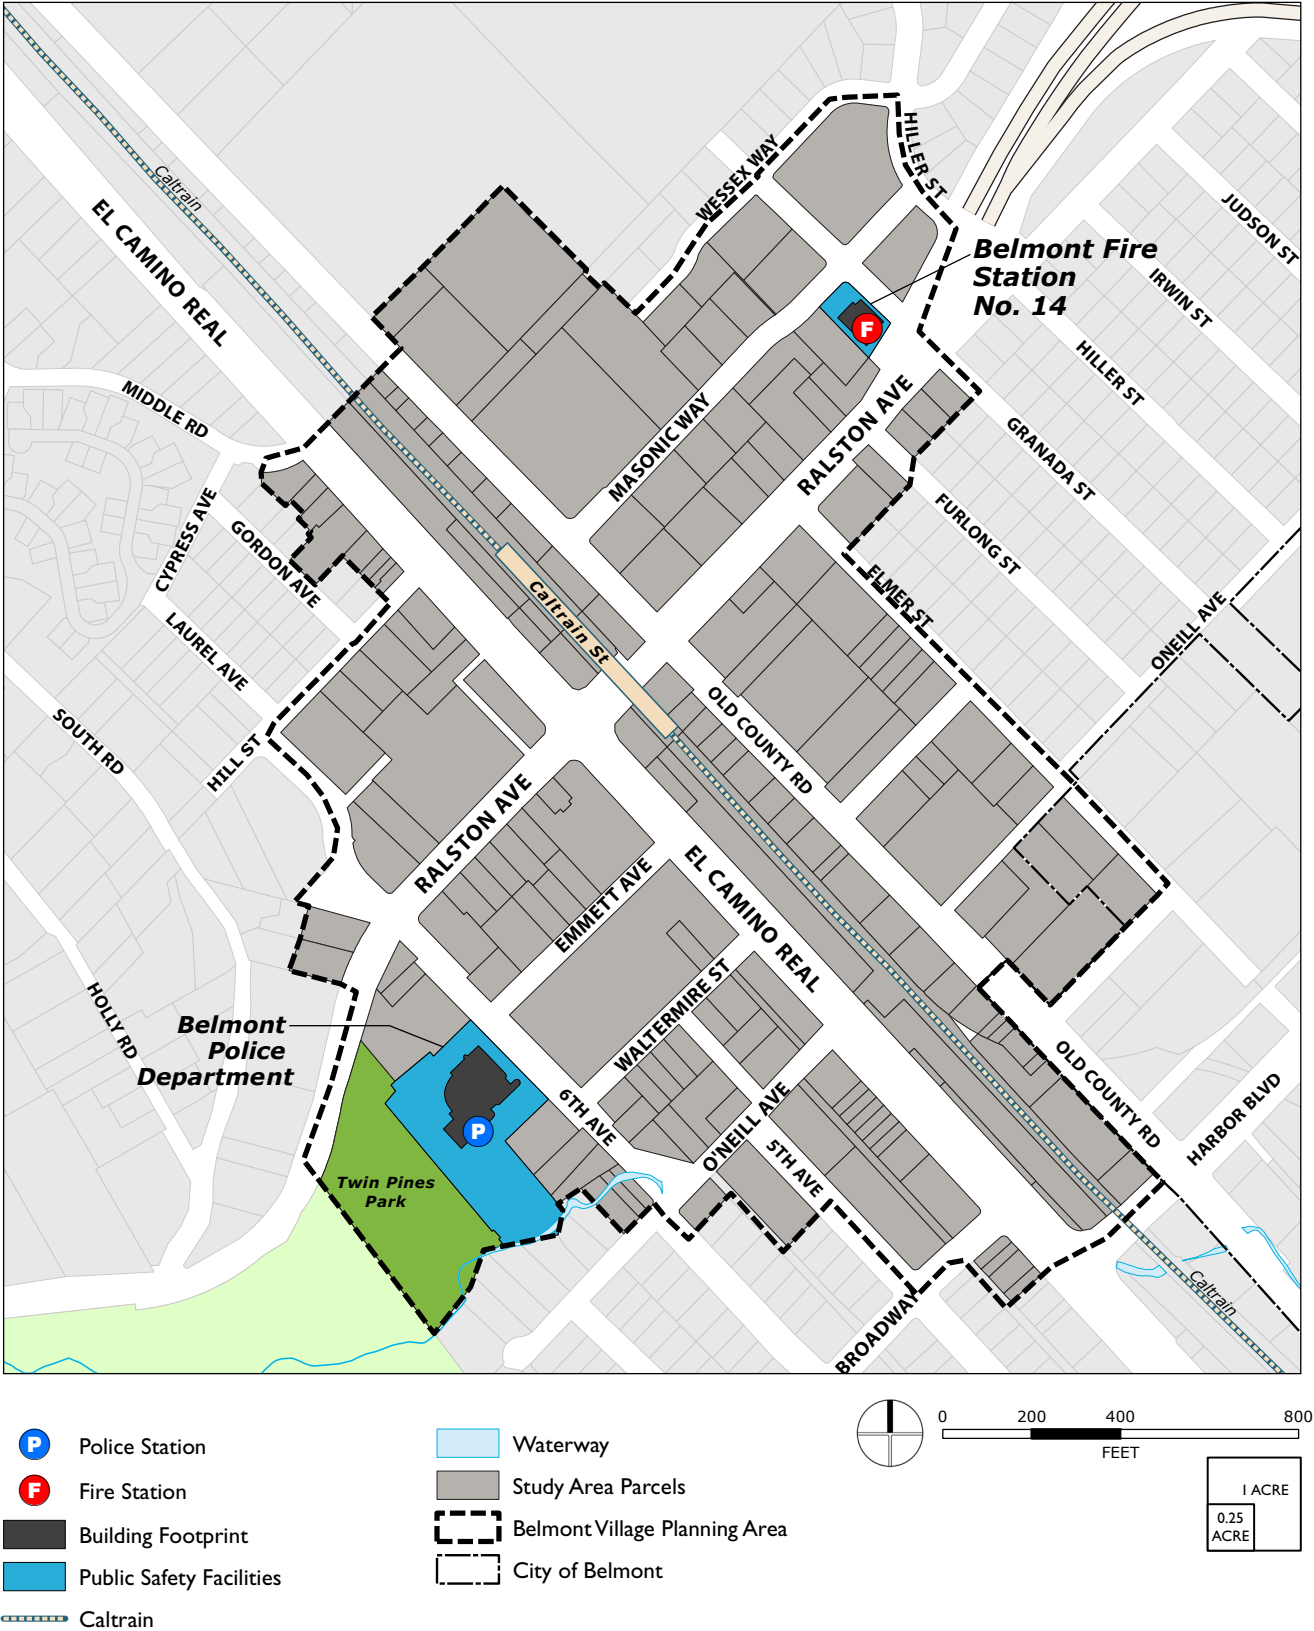 WESSEX WAY
HILLER ST
JUDSON ST
Caltrain
EL CAMINO REAL
Belmont Fire
Station
No. 14
IRWIN ST
F
HILLER ST
MIDDLE RD
MASONIC WAY
RALSTON AVE
GRANADA ST
CYPRESS AVE
GORDON AVE
FURLONG ST
Caltrain St
ELMER ST
ONEILL AVE
LAUREL AVE
SOUTH RD
HILL ST
OLD COUNTY RD
RALSTON AVE
EL CAMINO REAL
EMMETT AVE
WALTERMIRE ST
HOLLY RD
Belmont
Police
Department
6TH AVE
P
O'NEILL AVE
5TH AVE
OLD COUNTY RD
HARBOR BLVD
Twin Pines
Park
Caltrain
BROADWAY
P
Police Station
F
Fire Station
Building Footprint
Public Safety Facilities
Caltrain
Waterway
Study Area Parcels
Belmont Village Planning Area
City of Belmont
0 200 400 800
FEET
1 ACRE
0.25
ACRE